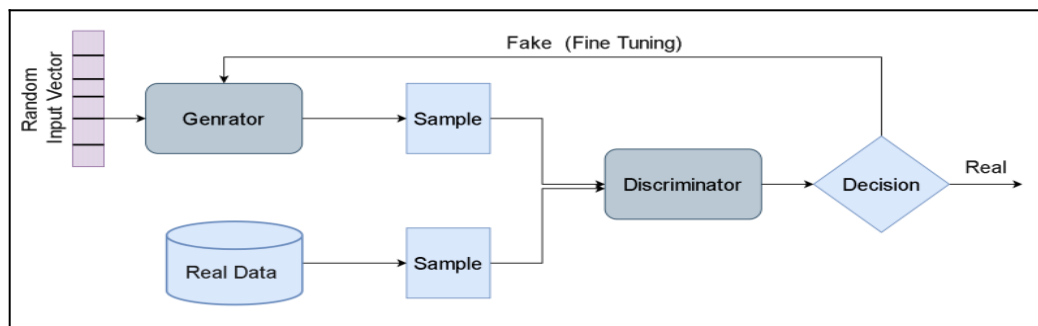 Fake (Fine Tuning)
Random
Input Vector
Genrator
Sample
Discriminator
Decision
Real
Real Data
Sample